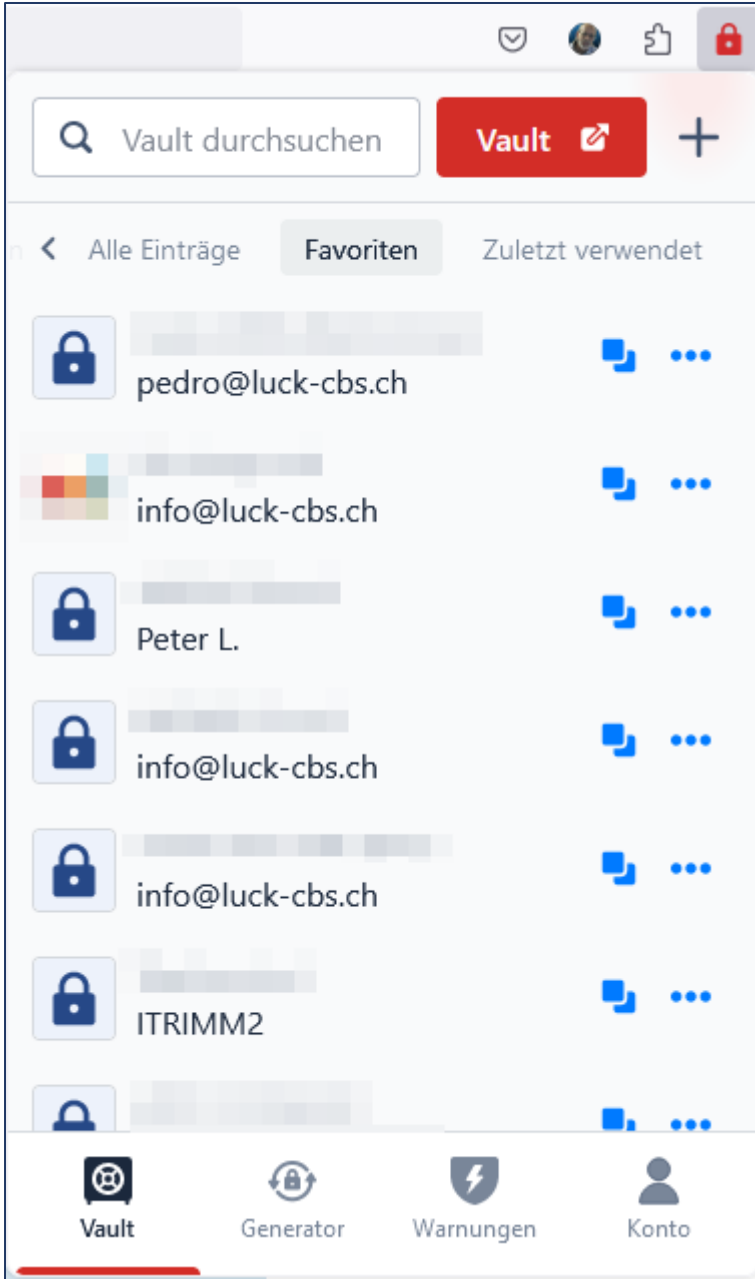 Vault durchsuchen
Vault
Alle Einträge Favoriten Zuletzt verwendet
pedro@luck-cbs.ch
info@luck-cbs.ch
Peter L.
info@luck-cbs.ch
info@luck-cbs.ch
ITRIMM2
Vault Generator Warnungen Konto